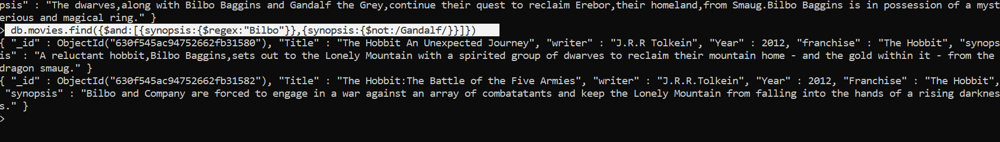 psis" : "The dwarves,along with Bilbo Baggins and Gandalf the Grey,continue their quest to reclaim Erebor,their homeland,from Smaug.Bilbo Baggins is in possession of a myst
erious and magical ring." }
> db.movies.find({$and:[{synopsis:{$regex:"Bilbo"}},{synopsis:{$not:/Gandalf/}}]})
{ "_id" : ObjectId("630f545ac94752662fb31580"), "Title" : "The Hobbit An Unexpected Journey", "writer" : "J.R.R Tolkein", "Year" : 2012, "franchise" : "The Hobbit", "synops
is" : "A reluctant hobbit,Bilbo Baggins,sets out to the Lonely Mountain with a spirited group of dwarves to reclaim their mountain home - and the gold within it - from the
dragon smaug." }
{ "_id" : ObjectId("630f545ac94752662fb31582"), "Title" : "The Hobbit:The Battle of the Five Armies", "writer" : "J.R.R.Tolkein", "Year" : 2012, "Franchise" : "The Hobbit",
"synopsis" : "Bilbo and Company are forced to engage in a war against an array of combatatants and keep the Lonely Mountain from falling into the hands of a rising darknes
s." }
>